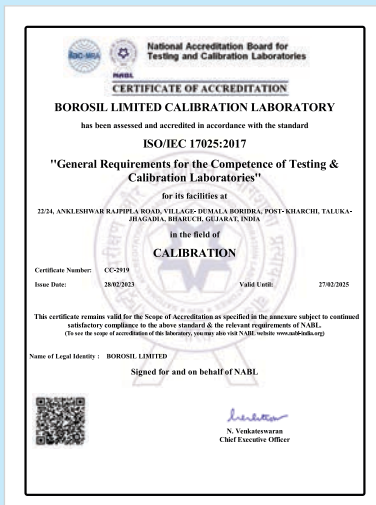 National Accreditation Board for
Testing and Calibration Laboratories
NABL
CERTIFICATE OF ACCREDITATION
BOROSIL LIMITED CALIBRATION LABORATORY
has been assessed and accredited in accordance with the standard
ISO/IEC 17025:2017
"General Requirements for the Competence of Testing &
Calibration Laboratories"
for its facilities at
22/24, ANKLESHWAR RAJPIPLA ROAD, VILLAGE- DUMALA BORIDRA, POST- KHARCHI, TALUKA-
JHAGADIA, BHARUCH, GUJARAT, INDIA
in the field of
CALIBRATION
Certificate Number: CC-2919
Issue Date: 28/02/2023 Valid Until: 27/02/2025
This certificate remains valid for the Scope of Accreditation as specified in the annexure subject to continued
satisfactory compliance to the above standard & the relevant requirements of NABL.
(To see the scope of accreditation of this laboratory, you may also visit NABL website www.nabl-india.org)
Name of Legal Identity : BOROSIL LIMITED
Signed for and on behalf of NABL
N. Venkateswaran
Chief Executive Officer